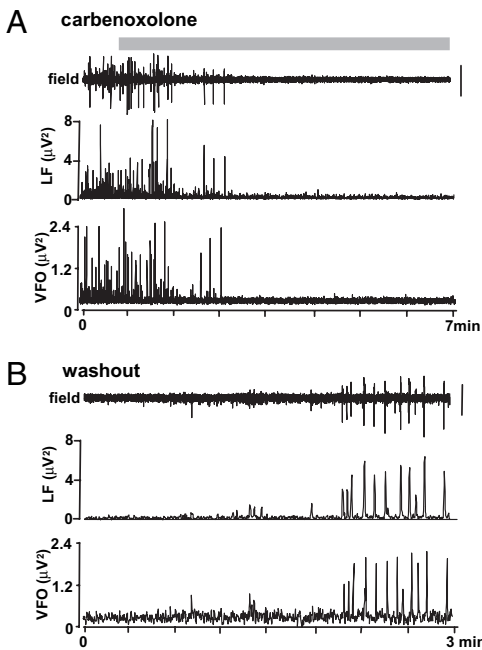 A
carbenoxolone
field
8
4
0
LF (μV²)
2.4
1.2
0
VFO (μV²)
0
7min
B
washout
field
8
4
0
LF (μV²)
2.4
1.2
0
VFO (μV²)
0
3 min